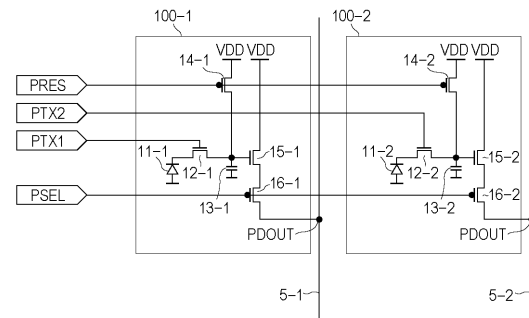 100-1
100-2
VDD VDD
VDD VDD
14-1
14-2
PRES
PTX2
PTX1
11-1
12-1
15-1
11-2
12-2
15-2
PSEL
13-1
16-1
13-2
16-2
PDOUT
PDOUT
5-1
5-2